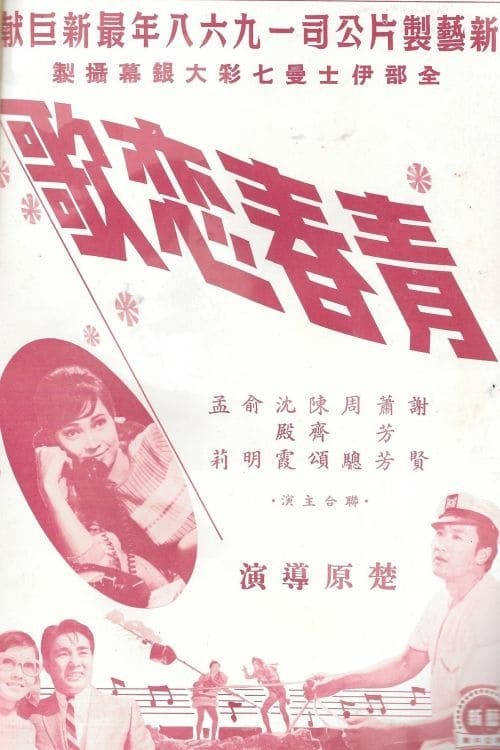 新藝製片公司一九六八年最新巨獻
全部伊士曼七彩大銀幕攝製
青春恋歌
謝賢
蕭芳芳
周驄
陳齊頌
沈殿霞
俞明
孟莉
·聯合主演·
楚原導演